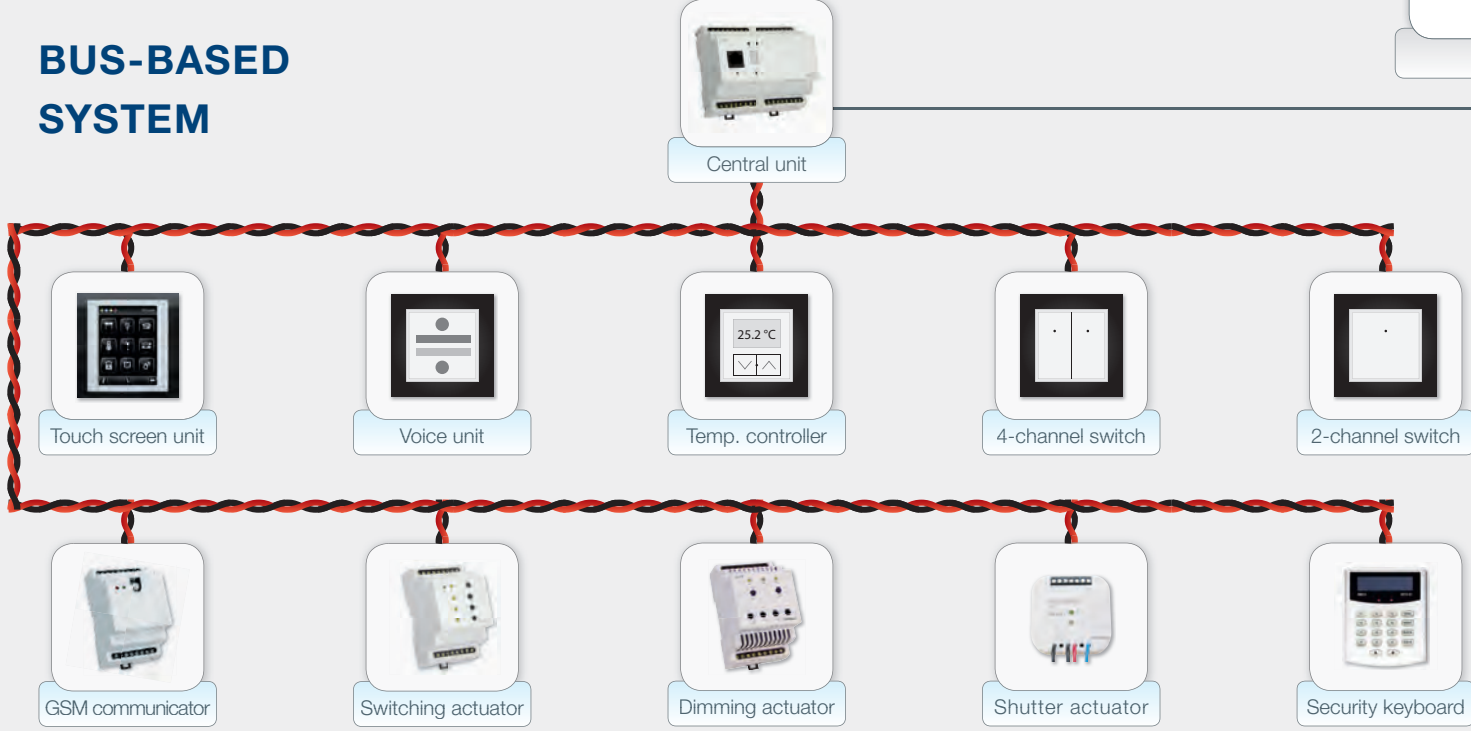 BUS-BASED
SYSTEM
Central unit
25.2 °C
Touch screen unit
Voice unit
Temp. controller
4-channel switch
2-channel switch
GSM communicator
Switching actuator
Dimming actuator
Shutter actuator
Security keyboard